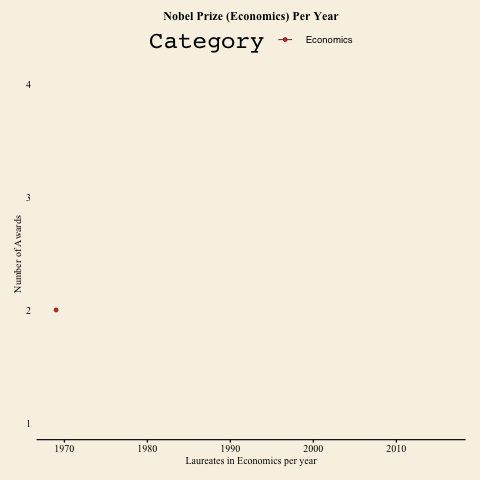 Nobel Prize (Economics) Per Year
Category Economics
4
3
2
1
Number of Awards
1970 1980 1990 2000 2010
Laureates in Economics per year